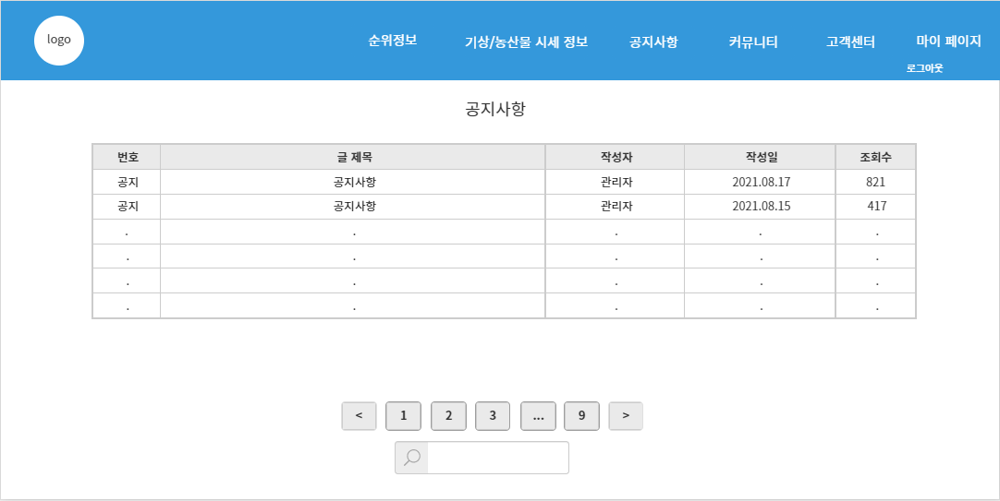 logo 순위정보 기상/농산물 시세 정보 공지사항 커뮤니티 고객센터 마이 페이지
로그아웃
공지사항
번호 글 제목 작성자 작성일 조회수
공지 공지사항 관리자 2021.08.17 821
공지 공지사항 관리자 2021.08.15 417
. . . . .
. . . . .
. . . . .
. . . . .
< 1 2 3 ... 9 >